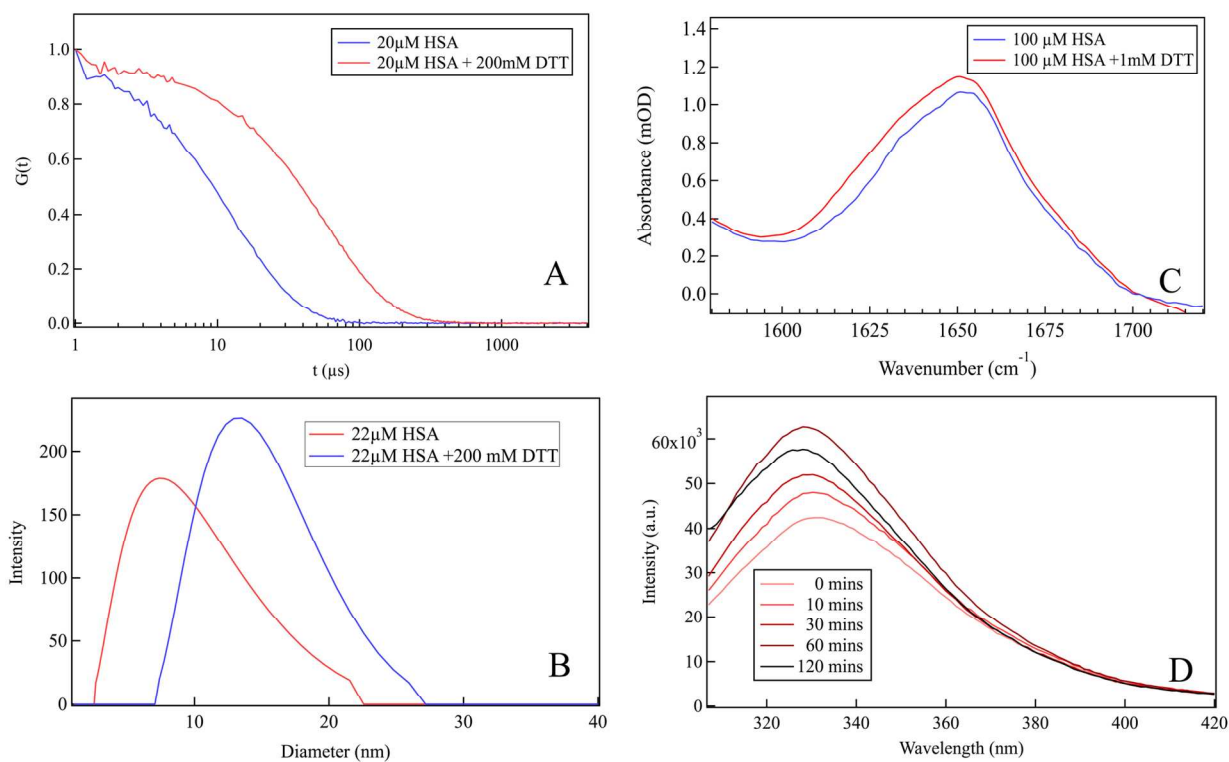 1.0
0.8
0.6
0.4
0.2
0.0
G(t)
20µM HSA
20µM HSA + 200mM DTT
A
1
10
100
1000
t (µs)
1.4
1.2
1.0
0.8
0.6
0.4
0.2
0.0
Absorbance (mOD)
100 µM HSA
100 µM HSA +1mM DTT
C
1600
1625
1650
1675
1700
Wavenumber (cm⁻¹)
200
150
100
50
0
Intensity
22µM HSA
22µM HSA +200 mM DTT
B
10
20
30
40
Diameter (nm)
60x10³
50
40
30
20
10
0
Intensity (a.u.)
0 mins
10 mins
30 mins
60 mins
120 mins
D
320
340
360
380
400
420
Wavelength (nm)